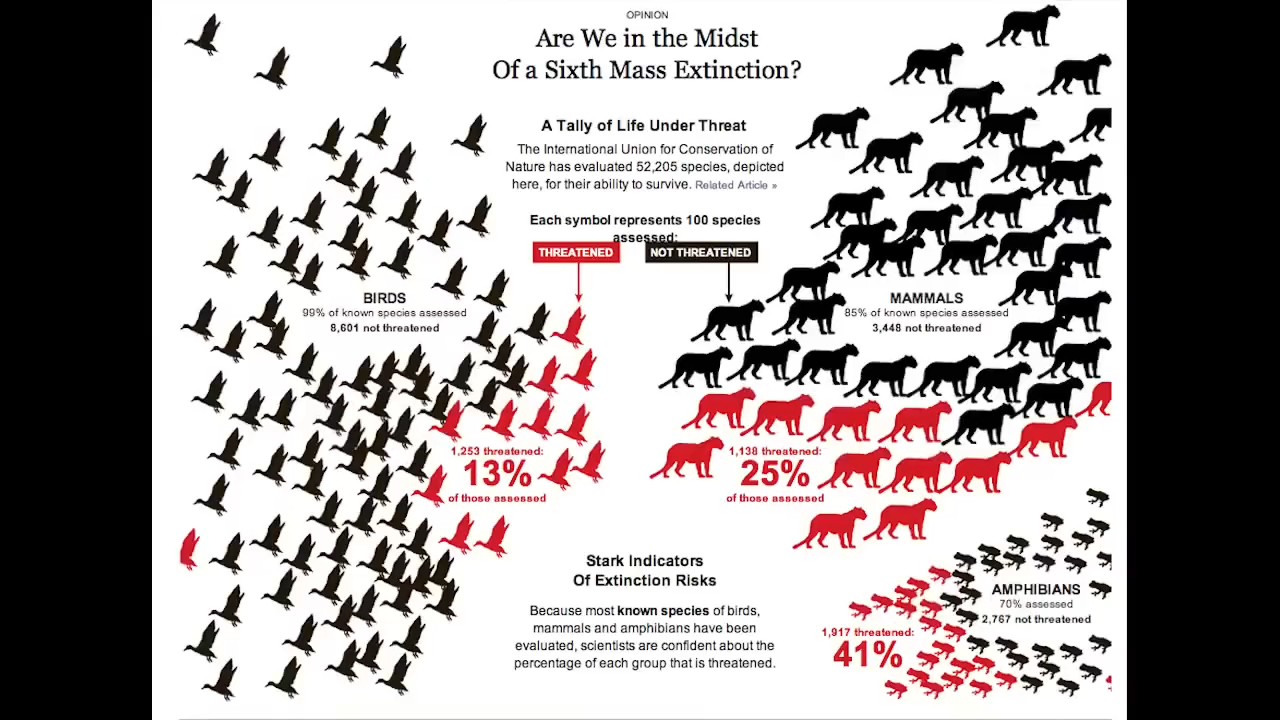 OPINION
Are We in the Midst
Of a Sixth Mass Extinction?
A Tally of Life Under Threat
The International Union for Conservation of
Nature has evaluated 52,205 species, depicted
here, for their ability to survive. Related Article »
Each symbol represents 100 species
assessed:
THREATENED
NOT THREATENED
BIRDS
99% of known species assessed
8,601 not threatened
MAMMALS
85% of known species assessed
3,448 not threatened
1,253 threatened:
13%
of those assessed
1,138 threatened:
25%
of those assessed
Stark Indicators
Of Extinction Risks
Because most known species of birds,
mammals and amphibians have been
evaluated, scientists are confident about the
percentage of each group that is threatened.
AMPHIBIANS
70% assessed
2,767 not threatened
1,917 threatened:
41%